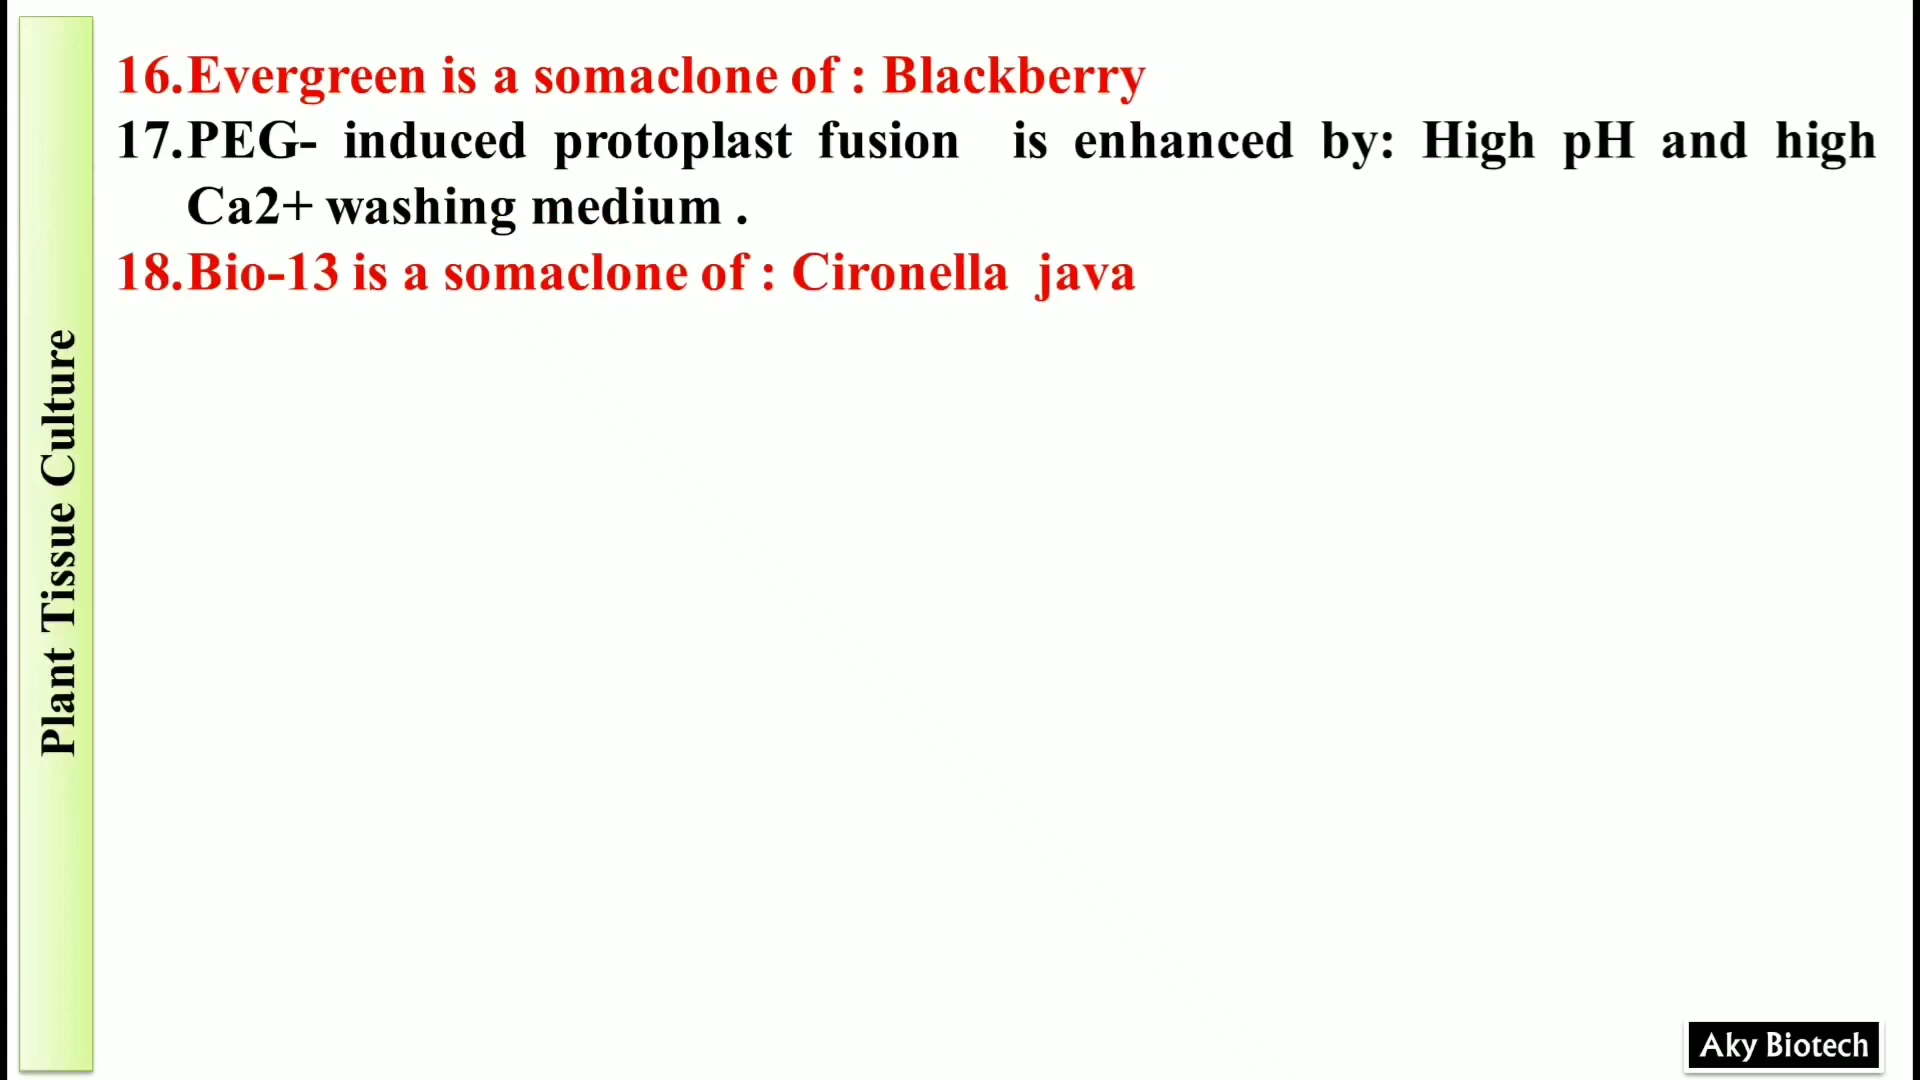 Plant Tissue Culture
16.Evergreen is a somaclone of : Blackberry
17.PEG- induced protoplast fusion is enhanced by: High pH and high
Ca2+ washing medium .
18.Bio-13 is a somaclone of : Cironella java
Aky Biotech